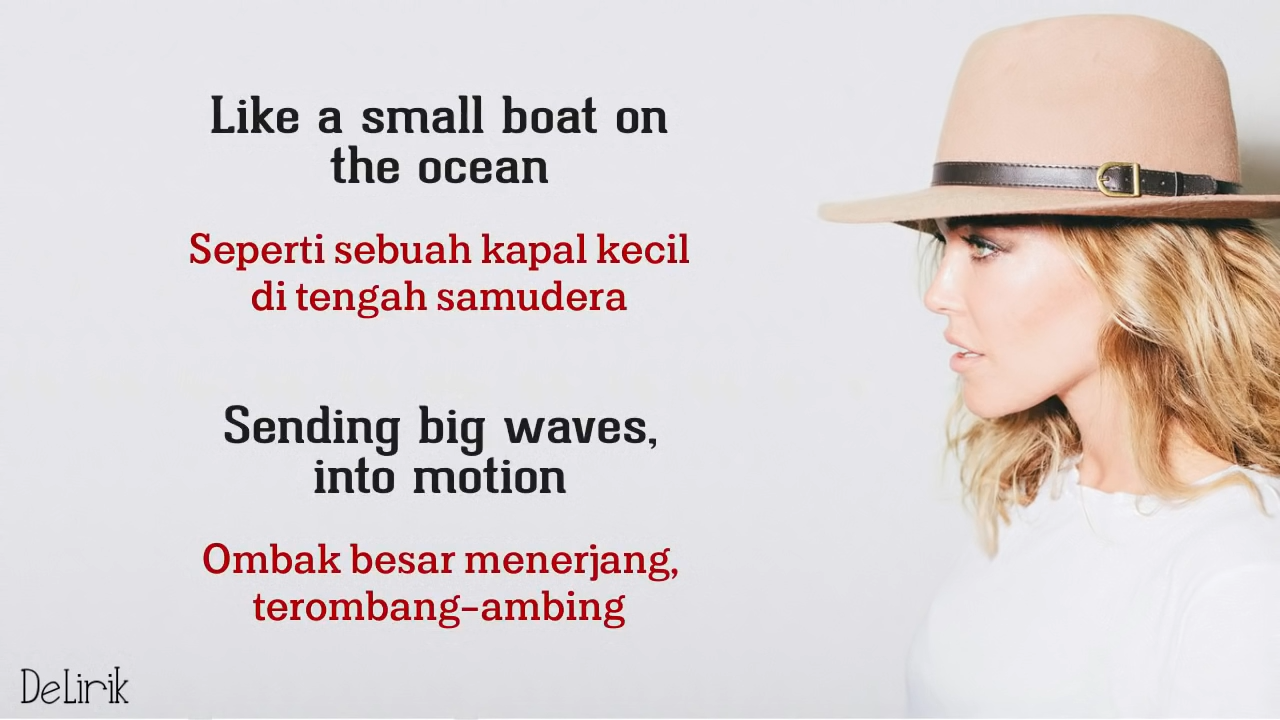 Like a small boat on
the ocean
Seperti sebuah kapal kecil
di tengah samudera
Sending big waves,
into motion
Ombak besar menerjang,
terombang-ambing
DeLirik